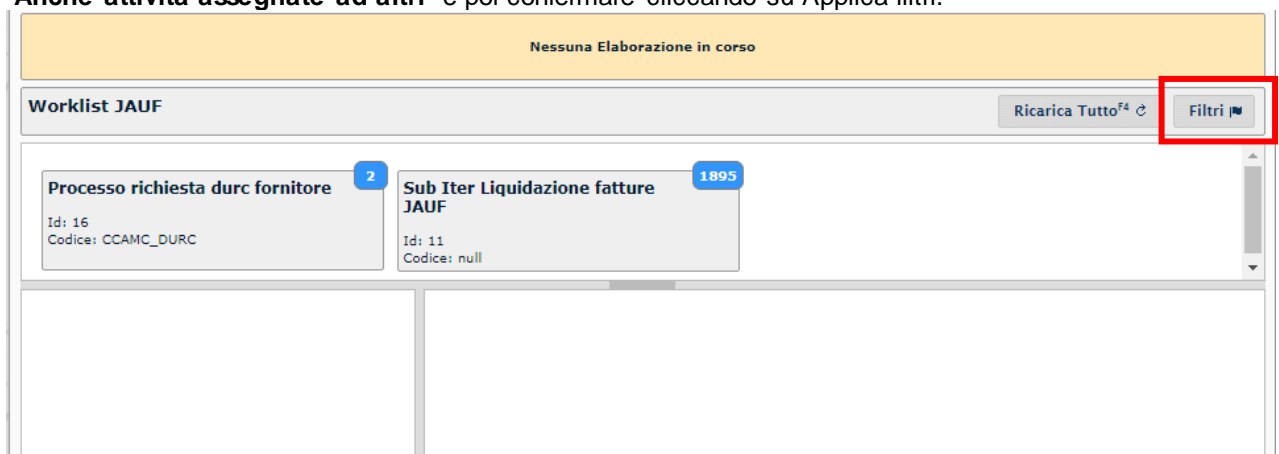 Anche attività assegnate ad altri" e poi confermare cliccando su Applica filtri.
Nessuna Elaborazione in corso
Worklist JAUF
Ricarica Tutto F4
Filtri
Processo richiesta durc fornitore
2
Id: 16
Codice: CCAMC_DURC
Sub Iter Liquidazione fatture
JAUF
1895
Id: 11
Codice: null